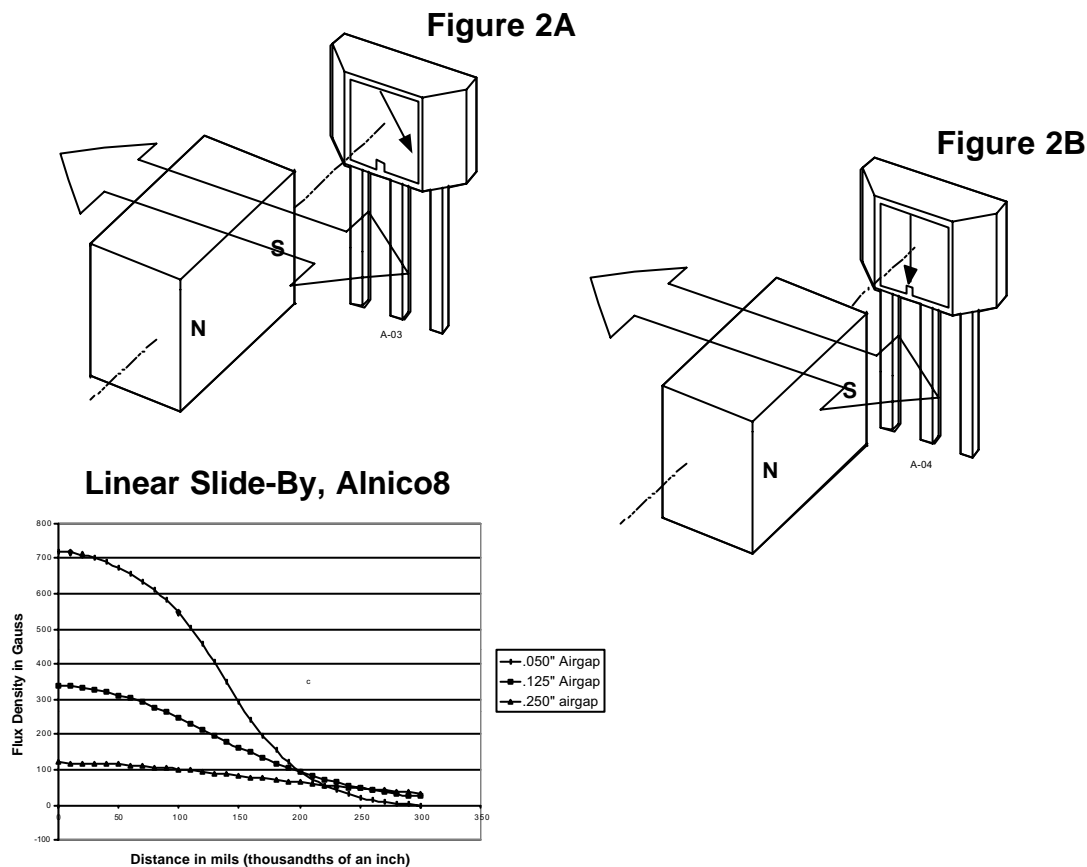 Figure 2A
S
N
A-03
Figure 2B
S
N
A-04
Linear Slide-By, Alnico8
Flux Density in Gauss
800
700
600
500
400
300
200
100
0
-100
0 50 100 150 200 250 300 350
c
Distance in mils (thousandths of an inch)
.050" Airgap
.125" Airgap
.250" airgap